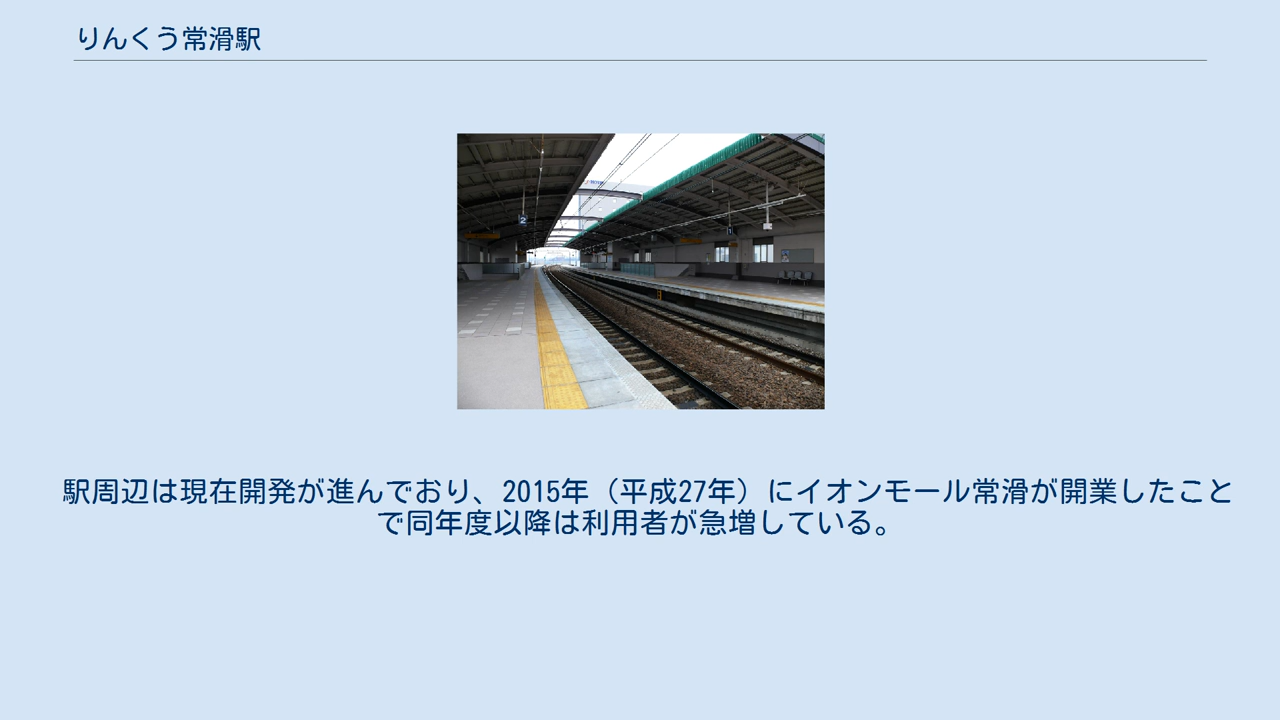 りんくう常滑駅
2
1
駅周辺は現在開発が進んでおり、2015年（平成27年）にイオンモール常滑が開業したこと
で同年度以降は利用者が急増している。